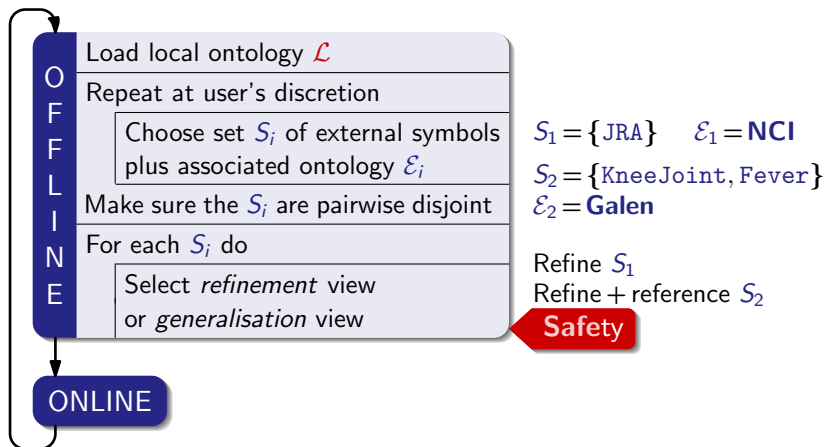 OFFLINE
Load local ontology ℒ
Repeat at user's discretion
Choose set Sᵢ of external symbols
plus associated ontology ℰᵢ
Make sure the Sᵢ are pairwise disjoint
For each Sᵢ do
Select refinement view
or generalisation view
S₁ = {JRA} ℰ₁ = NCI
S₂ = {KneeJoint, Fever}
ℰ₂ = Galen
Refine S₁
Refine + reference S₂
Safety
ONLINE